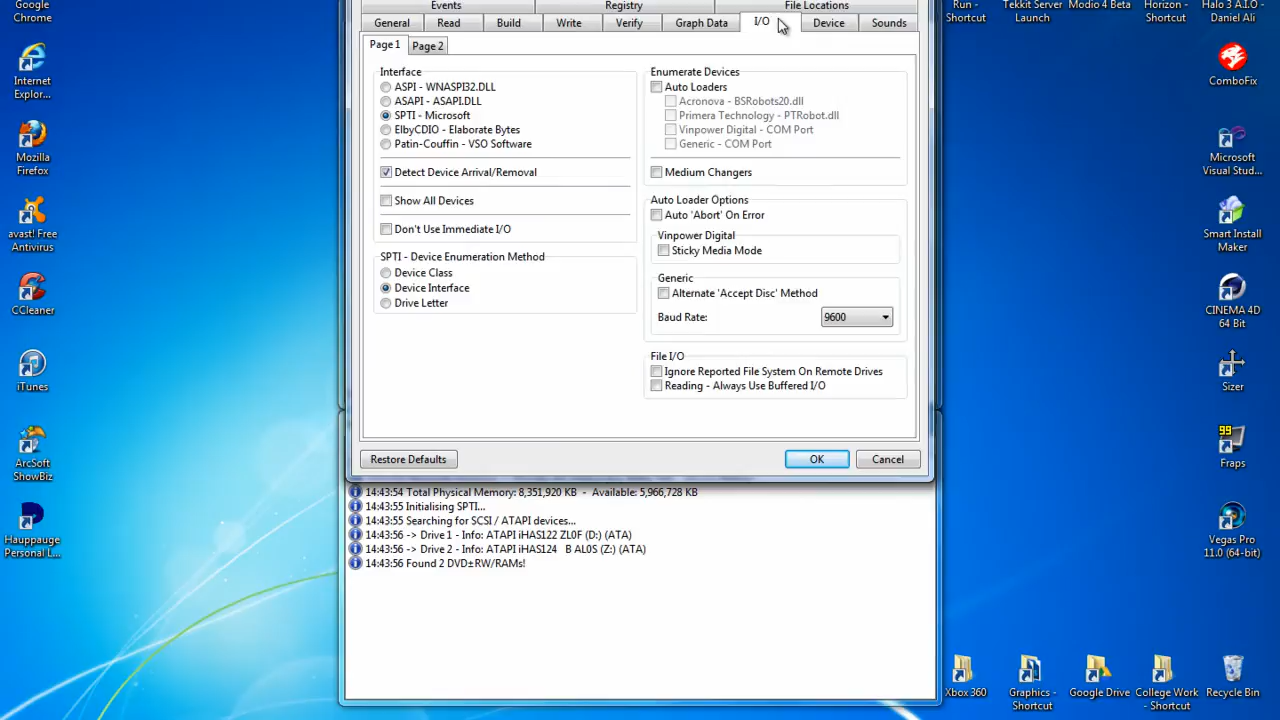 Google
Chrome
Internet
Explor...
Mozilla
Firefox
avast! Free
Antivirus
CCleaner
iTunes
ArcSoft
ShowBiz
Hauppauge
Personal L...
Events
Registry
File Locations
General
Read
Build
Write
Verify
Graph Data
I/O
Device
Sounds
Page 1
Page 2
Interface
ASPI - WNASPI32.DLL
ASAPI - ASAPI.DLL
SPTI - Microsoft
ElbyCDIO - Elaborate Bytes
Patin-Couffin - VSO Software
Detect Device Arrival/Removal
Show All Devices
Don't Use Immediate I/O
SPTI - Device Enumeration Method
Device Class
Device Interface
Drive Letter
Enumerate Devices
Auto Loaders
Acronova - BSRobots20.dll
Primera Technology - PTRobot.dll
Vinpower Digital - COM Port
Generic - COM Port
Medium Changers
Auto Loader Options
Auto 'Abort' On Error
Vinpower Digital
Sticky Media Mode
Generic
Alternate 'Accept Disc' Method
Baud Rate:
9600
File I/O
Ignore Reported File System On Remote Drives
Reading - Always Use Buffered I/O
Restore Defaults
OK
Cancel
14:43:54 Total Physical Memory: 8,351,920 KB - Available: 5,966,728 KB
14:43:55 Initialising SPTI...
14:43:55 Searching for SCSI / ATAPI devices...
14:43:56 -> Drive 1 - Info: ATAPI iHAS122 ZL0F (D:) (ATA)
14:43:56 -> Drive 2 - Info: ATAPI iHAS124 B AL0S (Z:) (ATA)
14:43:56 Found 2 DVD±RW/RAMs!
Run -
Shortcut
Tekkit Server
Launcher
Modio 4 Beta
Horizon -
Shortcut
Halo 3 A.I.O -
Daniel Ali
ComboFix
Microsoft
Visual Stud...
Smart Install
Maker
CINEMA 4D
64 Bit
Sizer
99
Fraps
Vegas Pro
11.0 (64-bit)
Xbox 360
Graphics -
Shortcut
Google Drive
College Work
- Shortcut
Recycle Bin